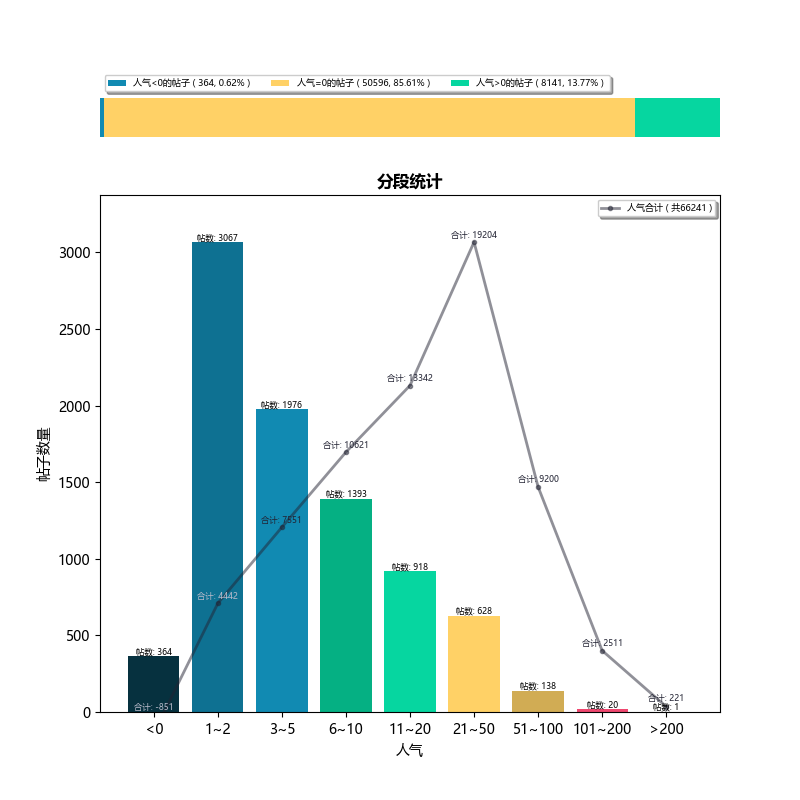 人气<0的帖子 ( 364, 0.62% ) 人气=0的帖子 ( 50596, 85.61% ) 人气>0的帖子 ( 8141, 13.77% )
分段统计
人气合计 ( 共66241 )
合计: 19204
帖数: 3067
3000
2500
合计: 13342
2000
帖数: 1976
合计: 10621
帖子数量
合计: 9200
1500
帖数: 1393
合计: 7551
1000
帖数: 918
合计: 4442
帖数: 628
500
合计: 2511
帖数: 364
帖数: 138
合计: 221
合计: -851
帖数: 20
帖数: 1
0
<0 1~2 3~5 6~10 11~20 21~50 51~100 101~200 >200
人气